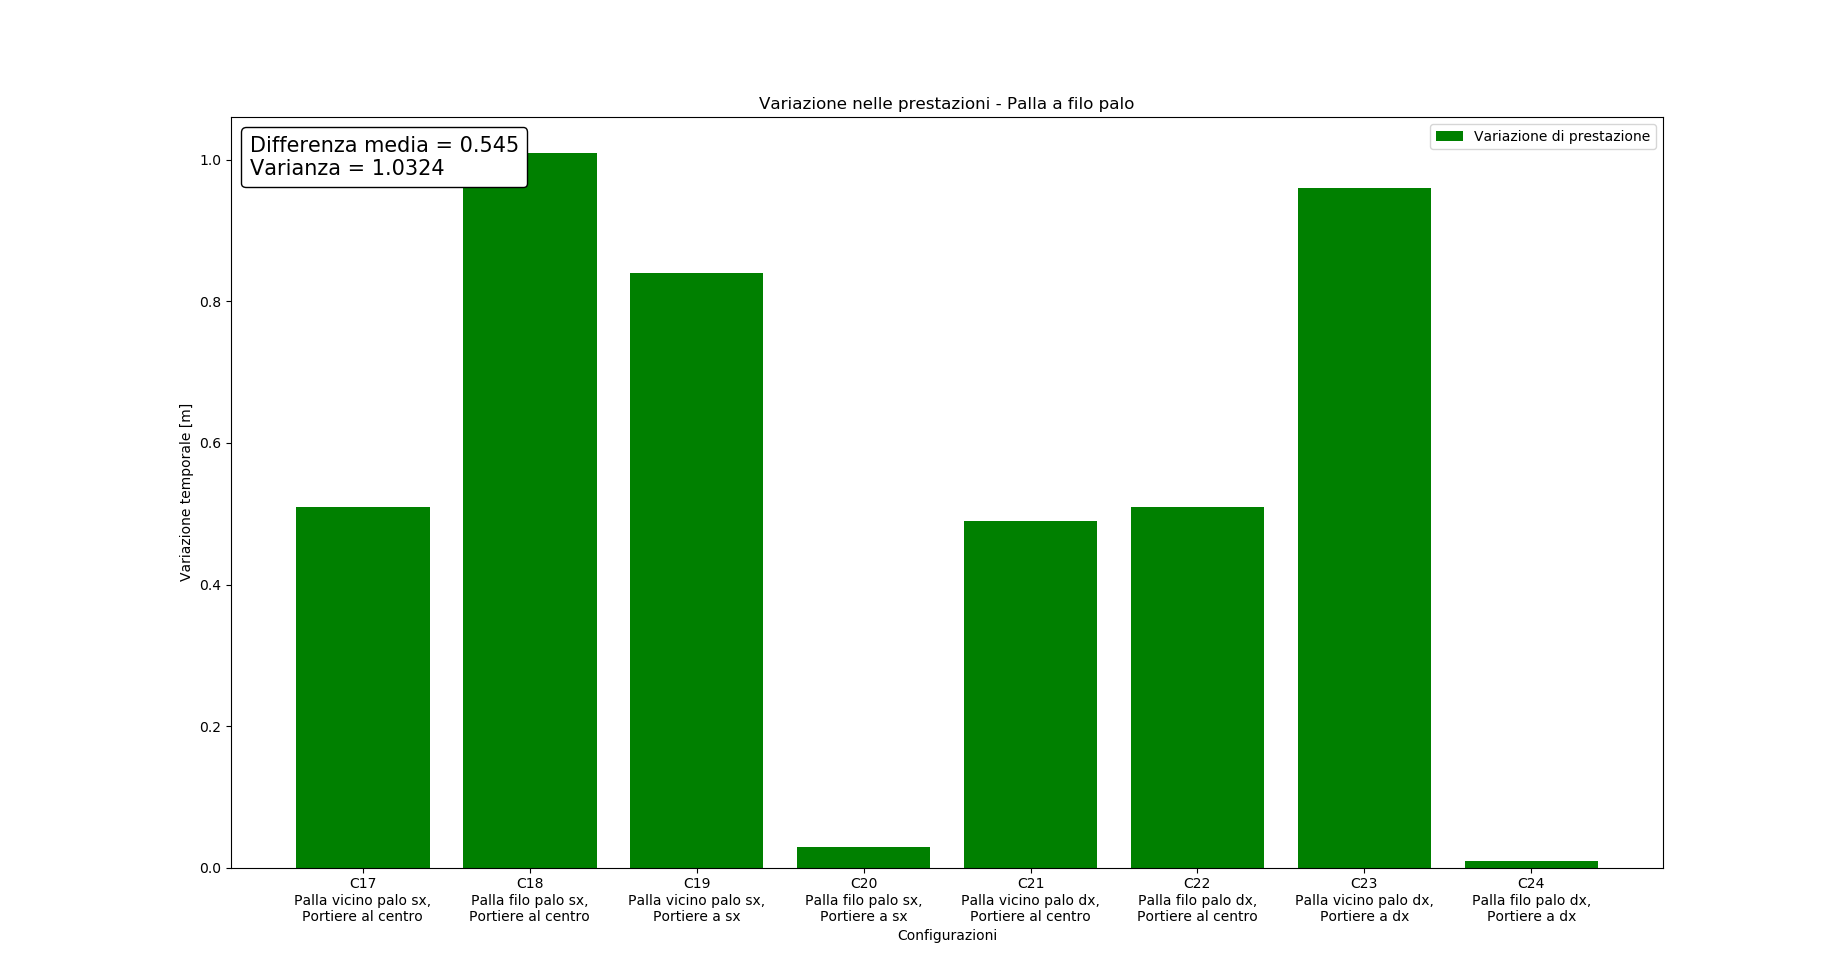 Variazione nelle prestazioni - Palla a filo palo
Differenza media = 0.545
Varianza = 1.0324
Variazione di prestazione
Variazione temporale [m]
1.0
0.8
0.6
0.4
0.2
0.0
C17
Palla vicino palo sx,
Portiere al centro
C18
Palla filo palo sx,
Portiere al centro
C19
Palla vicino palo sx,
Portiere a sx
C20
Palla filo palo sx,
Portiere a sx
C21
Palla vicino palo dx,
Portiere al centro
C22
Palla filo palo dx,
Portiere al centro
C23
Palla vicino palo dx,
Portiere a dx
C24
Palla filo palo dx,
Portiere a dx
Configurazioni